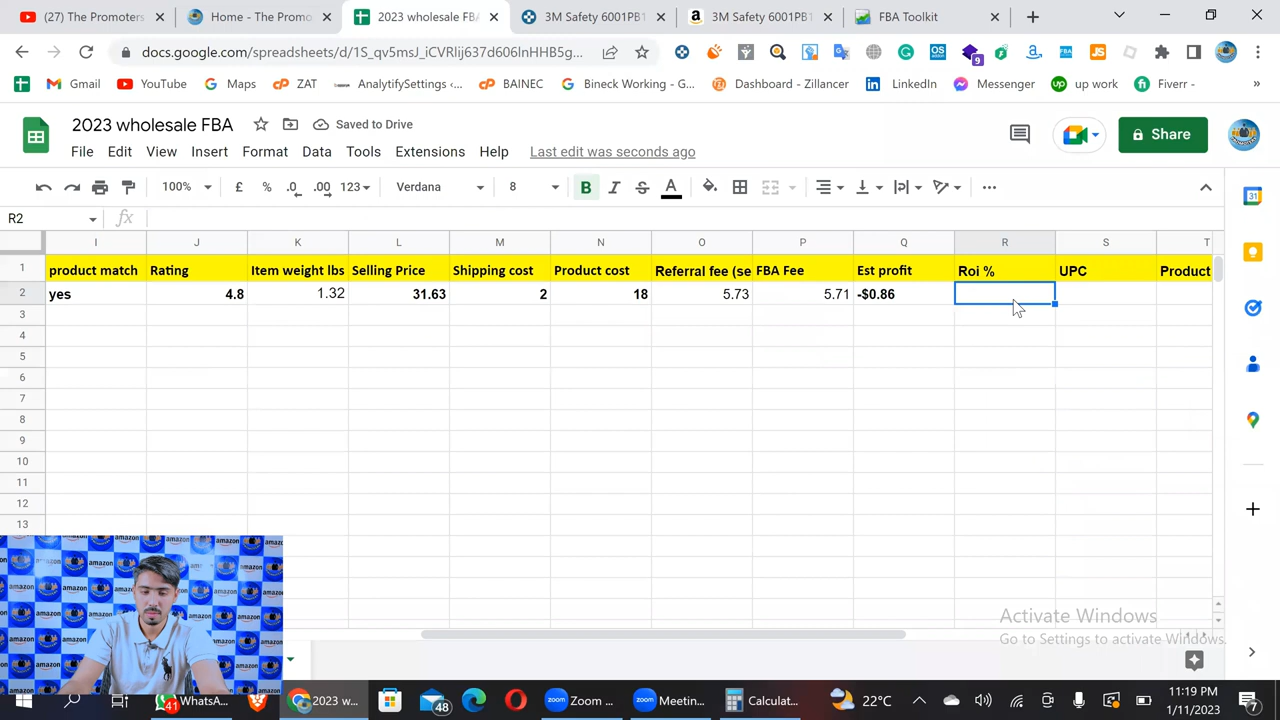 (27) The Promoters
Home - The Promo
2023 wholesale FBA
3M Safety 6001PB1
3M Safety 6001PB1
FBA Toolkit
docs.google.com/spreadsheets/d/1S_qv5msJ_iCVRlij637d606lnHHB5g...
9
Gmail
YouTube
Maps
ZAT
AnalytifySettings ‹...
BAINEC
Bineck Working - G...
Dashboard - Zillancer
LinkedIn
Messenger
up work
Fiverr -
»
2023 wholesale FBA
Saved to Drive
Share
File Edit View Insert Format Data Tools Extensions Help Last edit was seconds ago
100% £ % .0 .00 123 Verdana 8 B I S A
R2 fx
I J K L M N O P Q R S T
1 product match Rating Item weight lbs Selling Price Shipping cost Product cost Referral fee (se FBA Fee Est profit Roi % UPC Product
2 yes 4.8 1.32 31.63 2 18 5.73 5.71 -$0.86
3
4
5
6
7
8
9
10
11
12
13
amazon
Activate Windows
Go to Settings to activate Windows.
41 WhatsA...
2023 w...
48
zoom Zoom ...
zoom Meetin...
Calculat...
22°C
11:19 PM
1/11/2023
7